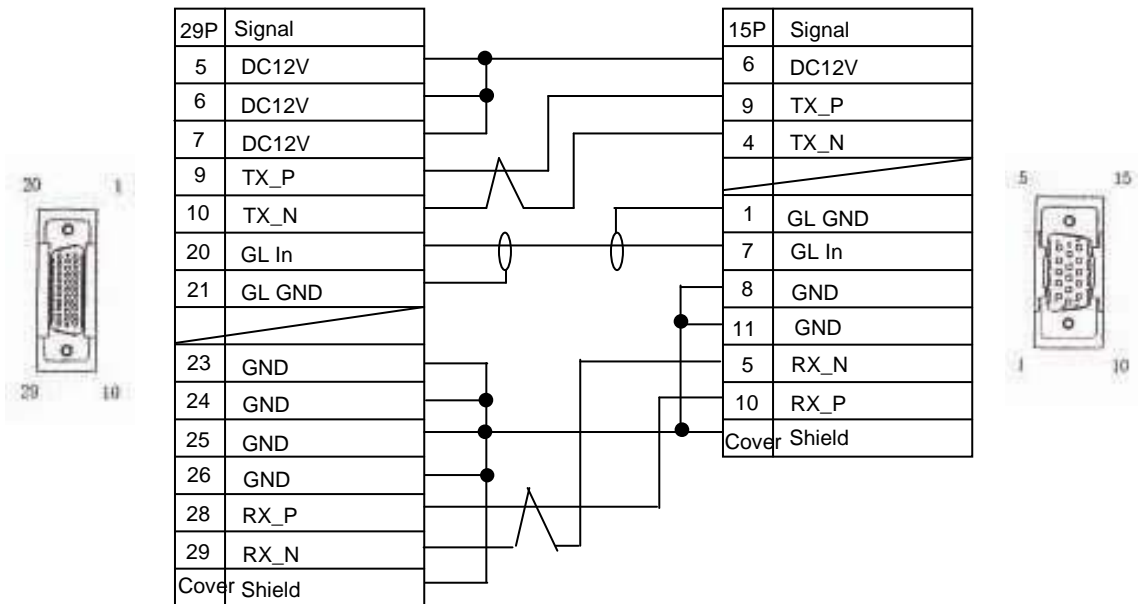 29P Signal
5 DC12V
6 DC12V
7 DC12V
9 TX_P
10 TX_N
20 GL In
21 GL GND
23 GND
24 GND
25 GND
26 GND
28 RX_P
29 RX_N
Cover Shield
15P Signal
6 DC12V
9 TX_P
4 TX_N
1 GL GND
7 GL In
8 GND
11 GND
5 RX_N
10 RX_P
Cover Shield
20 1
29 10
5 15
1 10